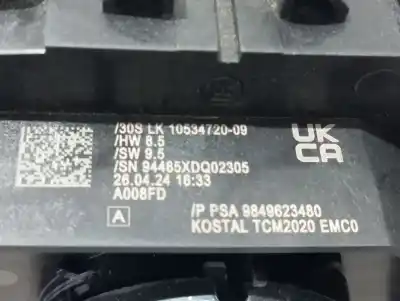 /30S LK 10534720-09
/HW 8.5
/SW 9.5
/SN 94485XDQ02305
26.04.24 16:33
A008FD
UK
CA
A
/P PSA 9849623480
KOSTAL TCM2020 EMC0